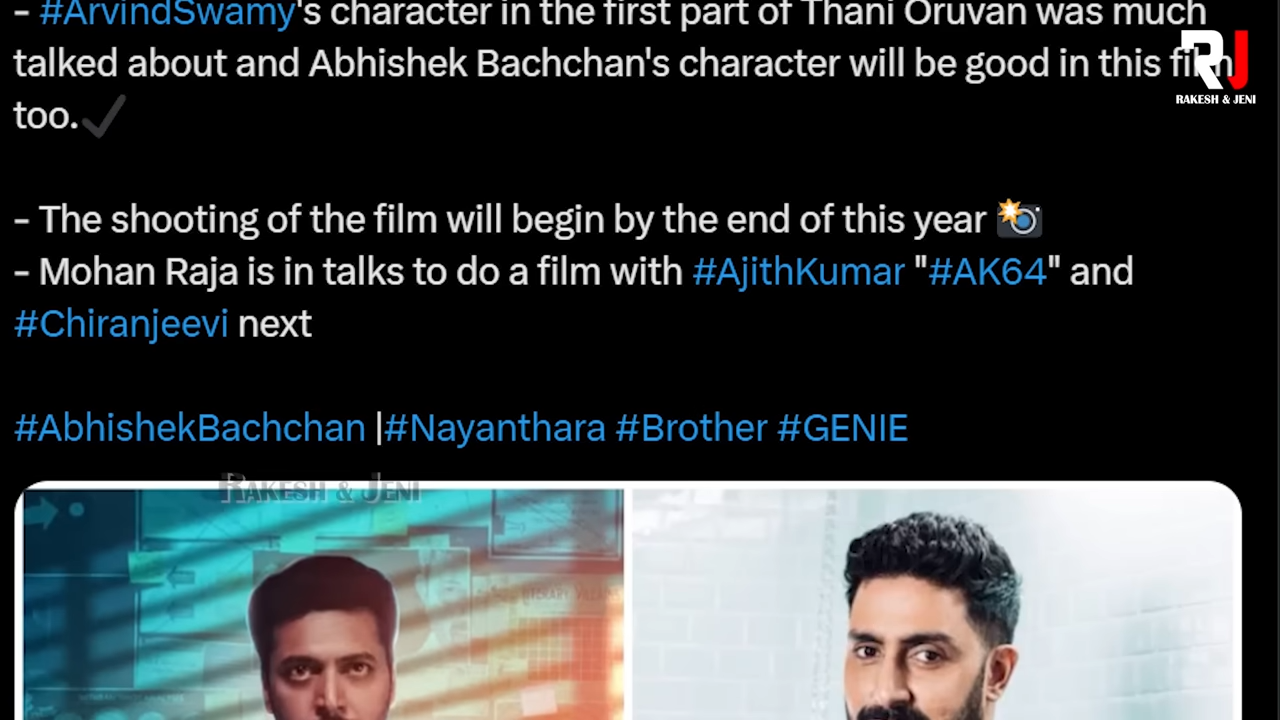 - #ArvindSwamy's character in the first part of Thani Oruvan was much
talked about and Abhishek Bachchan's character will be good in this film
too.
RJ
RAKESH & JENI
- The shooting of the film will begin by the end of this year
- Mohan Raja is in talks to do a film with #AjithKumar "#AK64" and
#Chiranjeevi next
#AbhishekBachchan |#Nayanthara #Brother #GENIE
RAKESH & JENI